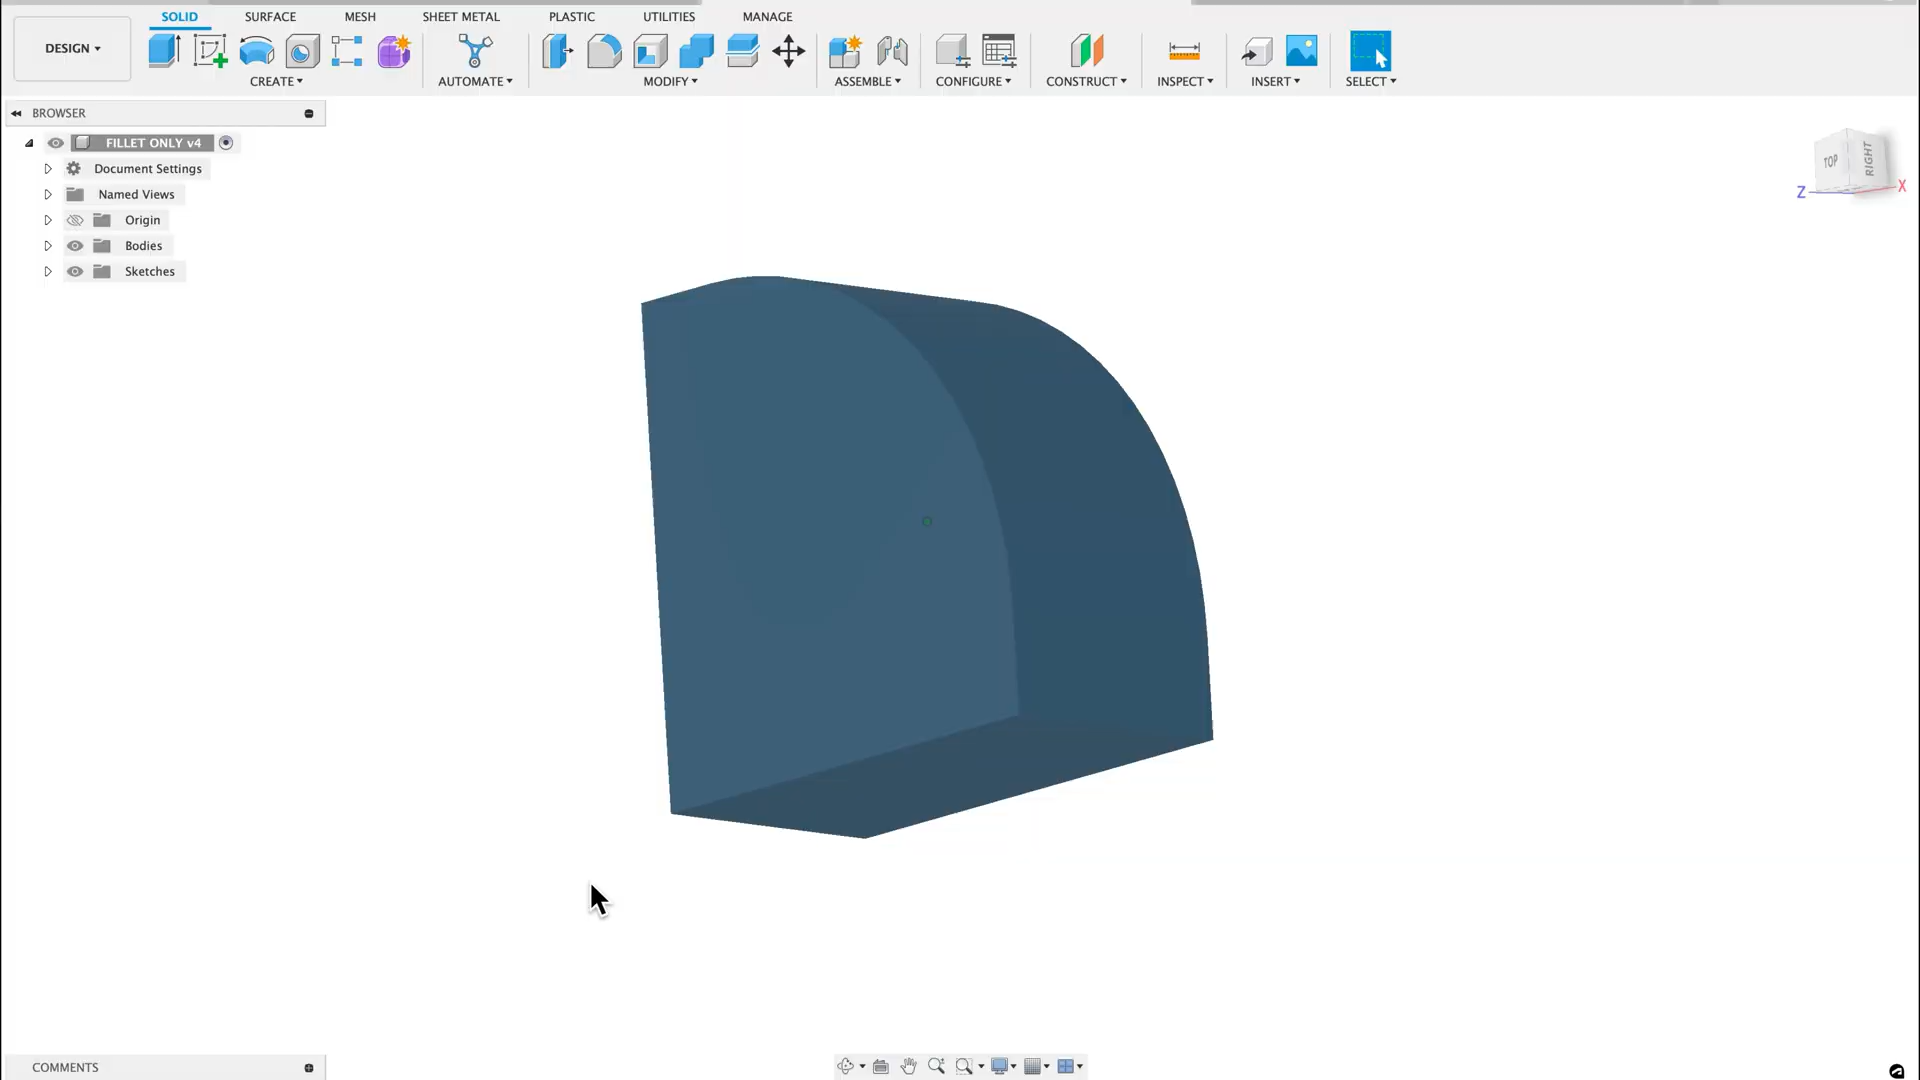 SOLID SURFACE MESH SHEET METAL PLASTIC UTILITIES MANAGE
DESIGN
CREATE AUTOMATE MODIFY ASSEMBLE CONFIGURE CONSTRUCT INSPECT INSERT SELECT
BROWSER
FILLET ONLY v4
Document Settings
Named Views
Origin
Bodies
Sketches
TOP
RIGHT
Z
X
COMMENTS